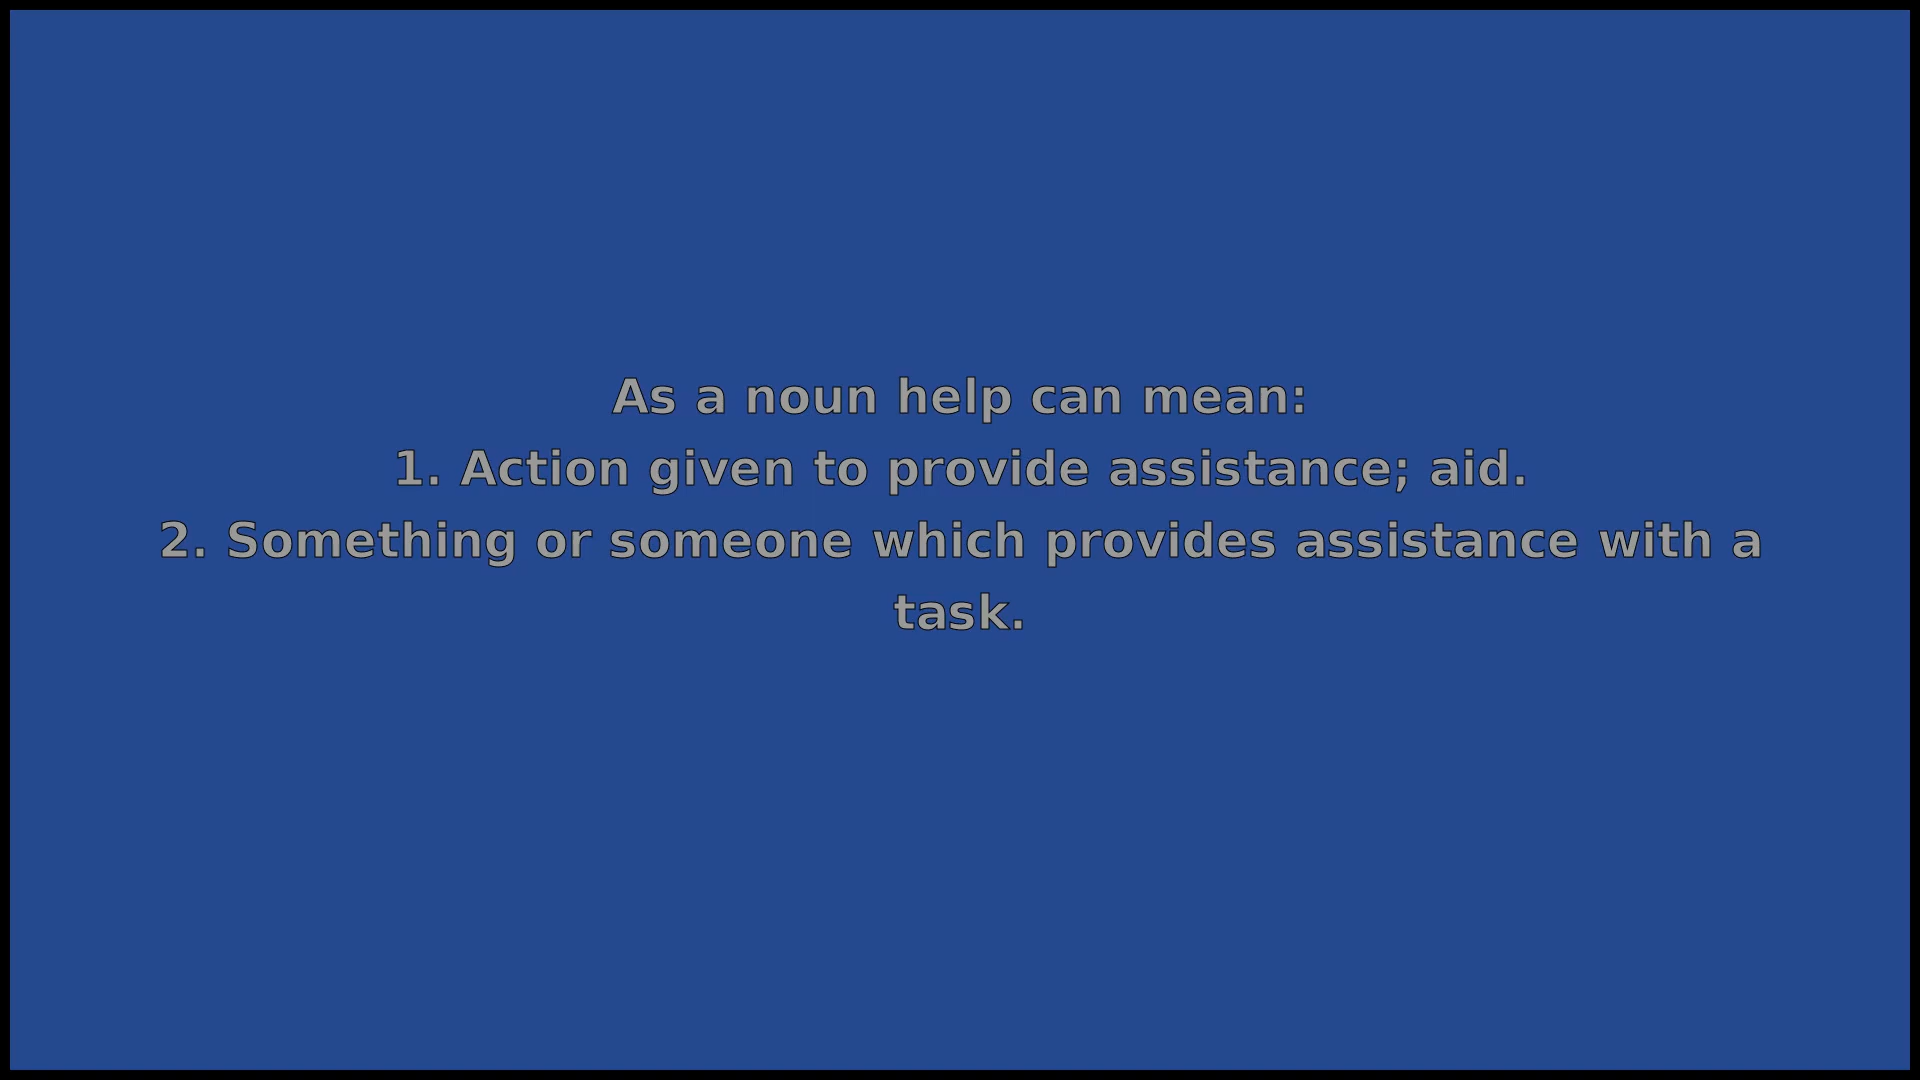 As a noun help can mean:
1. Action given to provide assistance; aid.
2. Something or someone which provides assistance with a
task.